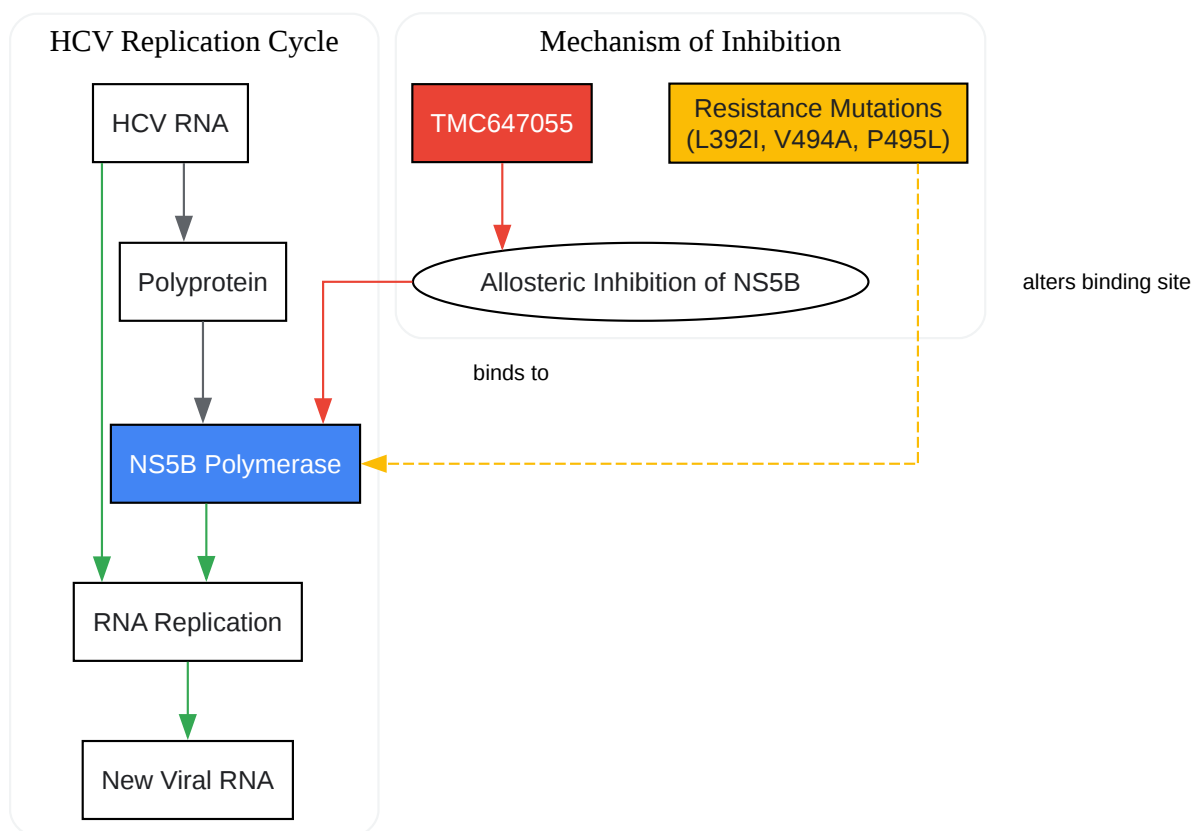 HCV Replication Cycle
Mechanism of Inhibition
HCV RNA
TMC647055
Resistance Mutations
(L392I, V494A, P495L)
Polyprotein
Allosteric Inhibition of NS5B
alters binding site
binds to
NS5B Polymerase
RNA Replication
New Viral RNA